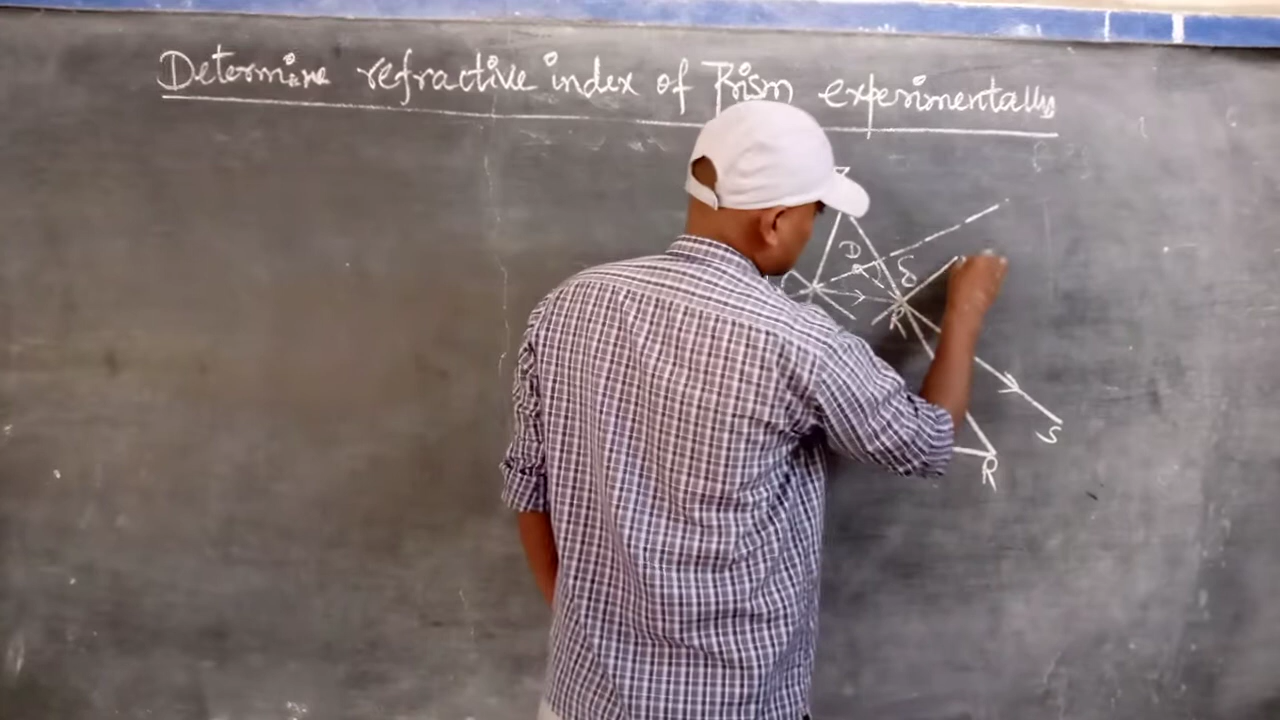 Determine refractive index of Prism experimentally
D δ
R
S